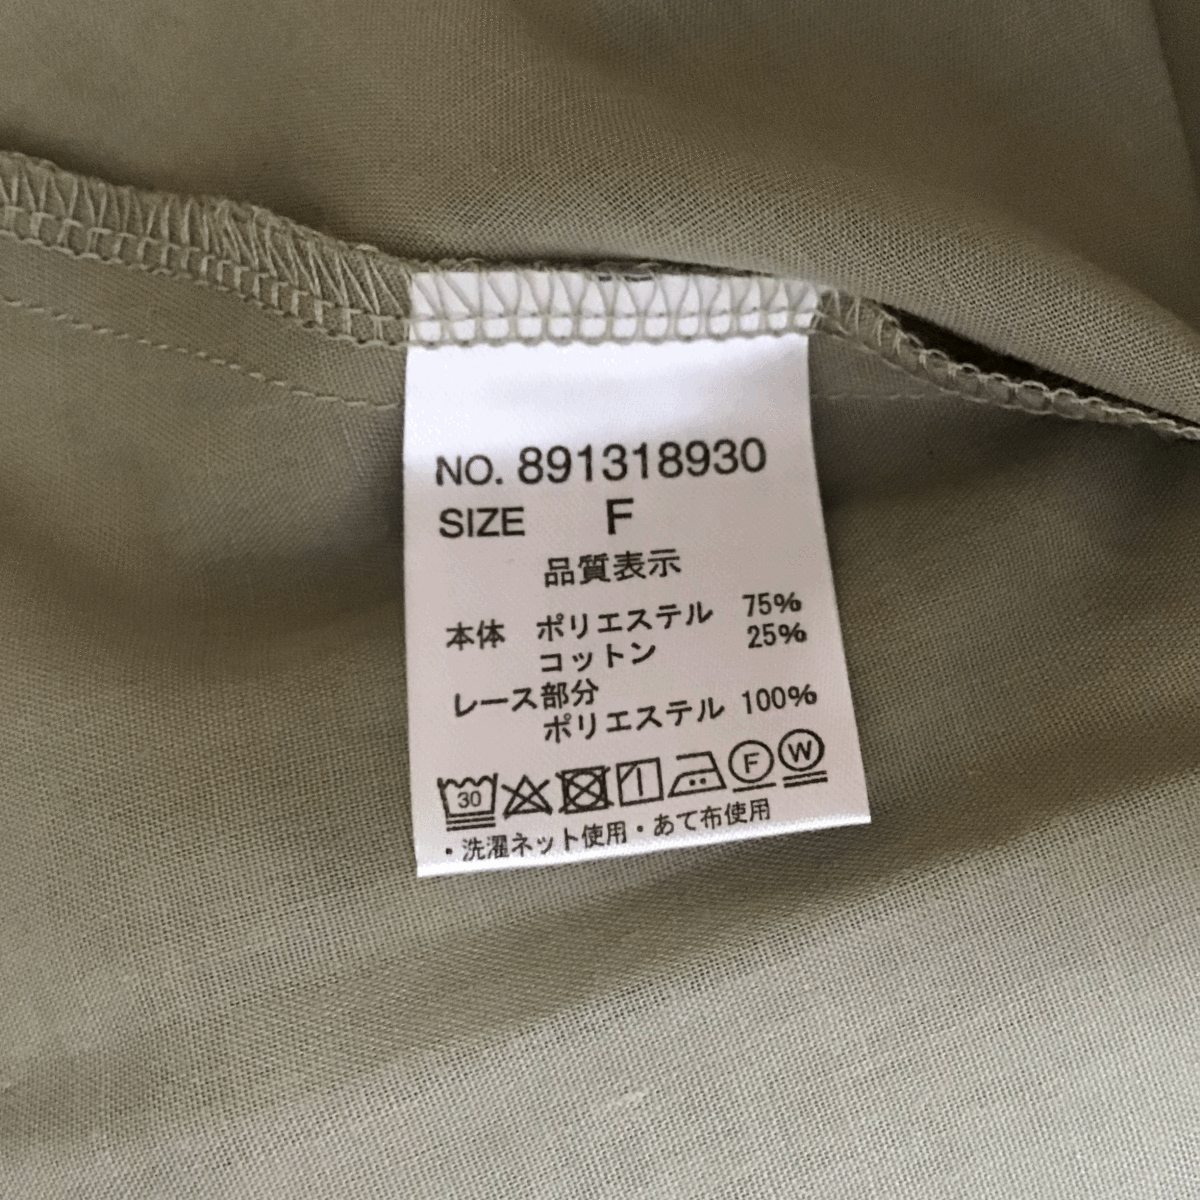 NO. 891318930
SIZE F
品質表示
本体 ポリエステル 75%
コットン 25%
レース部分
ポリエステル 100%
30 F W
・洗濯ネット使用・あて布使用